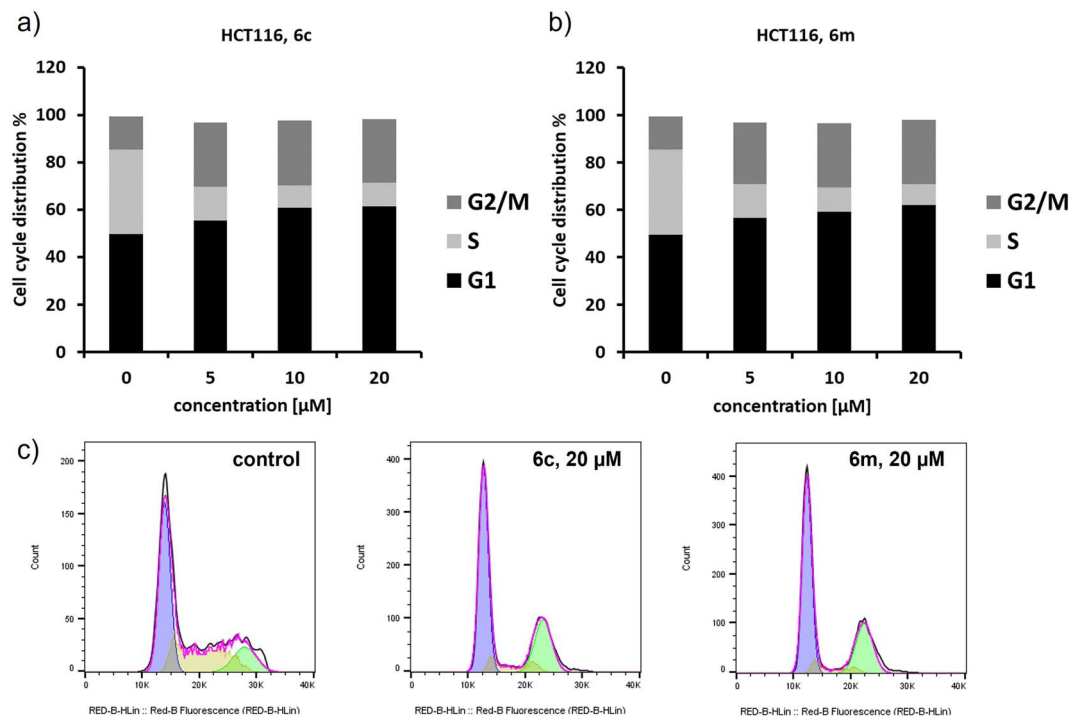 a)
HCT116, 6c
120
100
80
60
40
20
0
Cell cycle distribution %
0 5 10 20
concentration [µM]
G2/M
S
G1
b)
HCT116, 6m
120
100
80
60
40
20
0
Cell cycle distribution %
0 5 10 20
concentration [µM]
G2/M
S
G1
c)
control
200
150
100
50
0
Count
0 10K 20K 30K 40K
RED-B-HLin :: Red-B Fluorescence (RED-B-HLin)
6c, 20 µM
400
300
200
100
0
Count
0 10K 20K 30K 40K
RED-B-HLin :: Red-B Fluorescence (RED-B-HLin)
6m, 20 µM
400
300
200
100
0
Count
0 10K 20K 30K 40K
RED-B-HLin :: Red-B Fluorescence (RED-B-HLin)